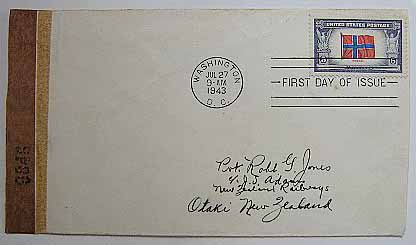 UNITED STATES POSTAGE
WASHINGTON
JUL 27
9-AM
1943
D. C.
FIRST DAY OF ISSUE
Pvt. Robt G. Jones
c/o J. J. Adams
New Zealand Railways
Otaki New Zealand